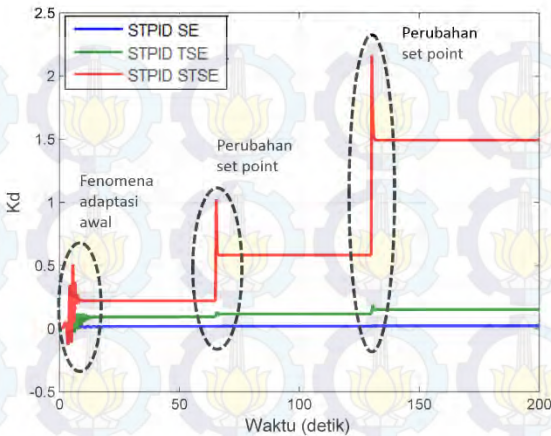 STPID SE
STPID TSE
STPID STSE
Perubahan
set point
Perubahan
set point
Fenomena
adaptasi
awal
Kd
2.5
2
1.5
1
0.5
0
-0.5
0
50
100
150
200
Waktu (detik)